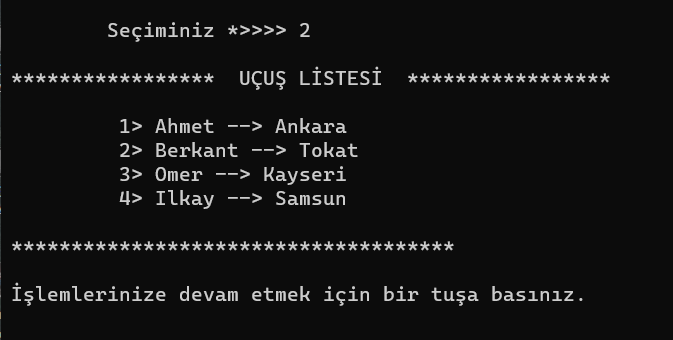 Seçiminiz *>>>> 2
***************** UÇUŞ LİSTESİ *****************
1> Ahmet --> Ankara
2> Berkant --> Tokat
3> Omer --> Kayseri
4> Ilkay --> Samsun
*************************************
İşlemlerinize devam etmek için bir tuşa basınız.